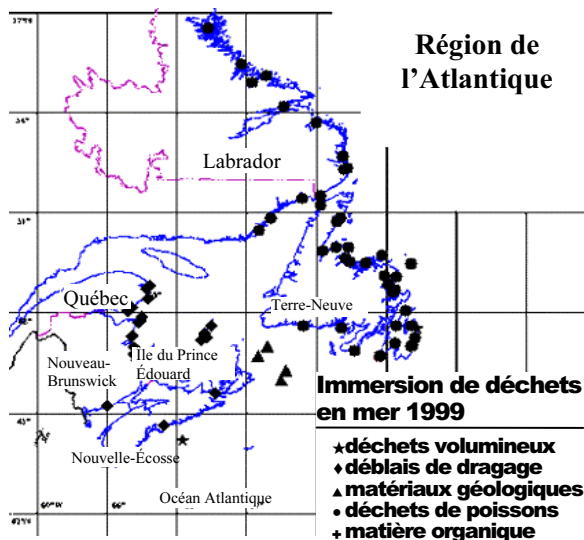 Région de
l'Atlantique
Labrador
Québec
Terre-Neuve
Ile du Prince
Édouard
Nouveau-
Brunswick
Immersion de déchets
en mer 1999
Nouvelle-Écosse
déchets volumineux
déblais de dragage
matériaux géologiques
Océan Atlantique
déchets de poissons
matière organique